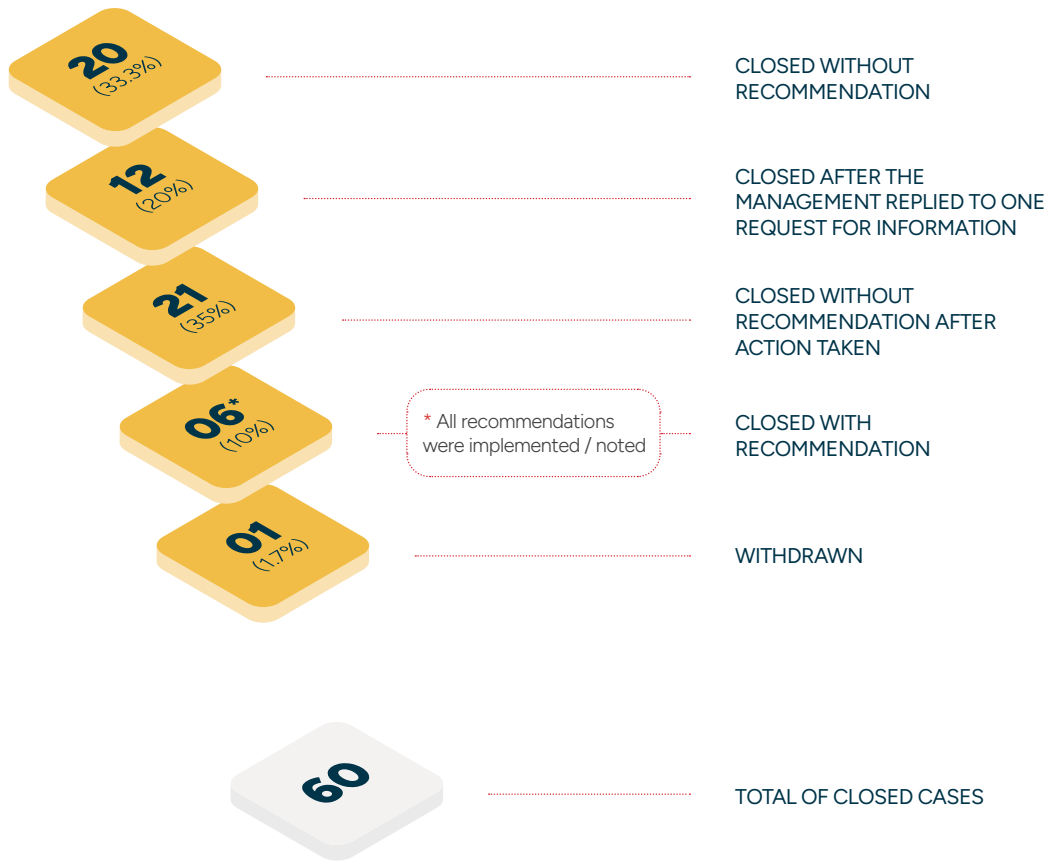 20
(33.3%)
CLOSED WITHOUT
RECOMMENDATION
12
(20%)
CLOSED AFTER THE
MANAGEMENT REPLIED TO ONE
REQUEST FOR INFORMATION
21
(35%)
CLOSED WITHOUT
RECOMMENDATION AFTER
ACTION TAKEN
06*
(10%)
* All recommendations
were implemented / noted
CLOSED WITH
RECOMMENDATION
01
(1.7%)
WITHDRAWN
60
TOTAL OF CLOSED CASES